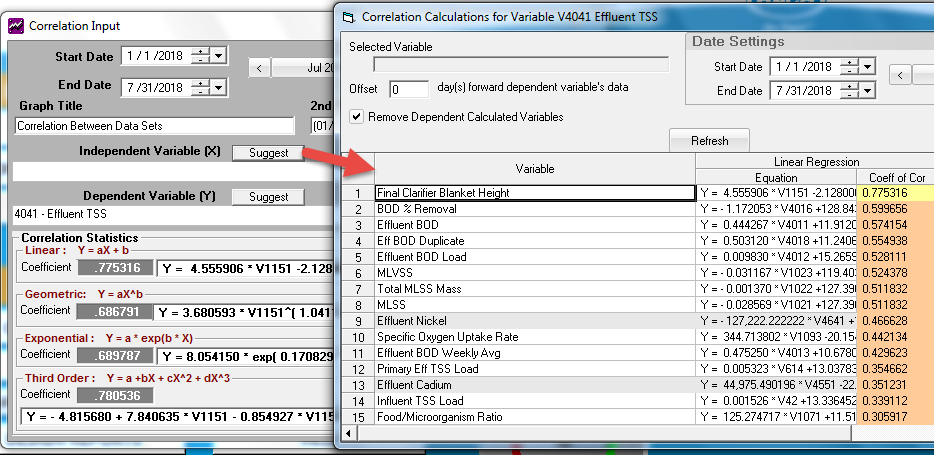 Correlation Input
Start Date 1 / 1 /2018
End Date 7 /31/2018
< Jul 20
Graph Title
2nd
Correlation Between Data Sets
(01/
Independent Variable (X) Suggest
Dependent Variable (Y) Suggest
4041 - Effluent TSS
Correlation Statistics
Linear : Y = aX + b
Coefficient .775316 Y = 4.555906 * V1151 -2.128
Geometric: Y = aX^b
Coefficient .686791 Y = 3.680593 * V1151^( 1.041
Exponential : Y = a * exp(b * X)
Coefficient .689787 Y = 8.054150 * exp( 0.170829
Third Order : Y = a +bX + cX^2 + dX^3
Coefficient .780536
Y = - 4.815680 + 7.840635 * V1151 - 0.854927 * V115
Correlation Calculations for Variable V4041 Effluent TSS
Selected Variable
Offset 0 day(s) forward dependent variable's data
Remove Dependent Calculated Variables
Date Settings
Start Date 1 / 1 /2018
End Date 7 /31/2018
<
Refresh
Variable
Linear Regression
Equation Coeff of Cor
1 Final Clarifier Blanket Height Y = 4.555906 * V1151 -2.128000 0.775316
2 BOD % Removal Y = - 1.172053 * V4016 +128.84 0.599656
3 Effluent BOD Y = 0.444267 * V4011 +11.9120 0.574154
4 Eff BOD Duplicate Y = 0.503120 * V4018 +11.2406 0.554938
5 Effluent BOD Load Y = 0.009830 * V4012 +15.2659 0.528111
6 MLVSS Y = - 0.031167 * V1023 +119.40 0.524378
7 Total MLSS Mass Y = - 0.001370 * V1022 +127.39 0.511832
8 MLSS Y = - 0.028569 * V1021 +127.39 0.511832
9 Effluent Nickel Y = - 127,222.222222 * V4641 + 0.466628
10 Specific Oxygen Uptake Rate Y = 344.713802 * V1093 -20.15 0.442134
11 Effluent BOD Weekly Avg Y = 0.475250 * V4013 +10.6780 0.429623
12 Primary Eff TSS Load Y = 0.005323 * V614 +13.0378 0.354662
13 Effluent Cadium Y = 44,975.490196 * V4551 -22. 0.351231
14 Influent TSS Load Y = 0.001526 * V42 +13.336452 0.339112
15 Food/Microorganism Ratio Y = 125.274717 * V1071 +11.51 0.305917